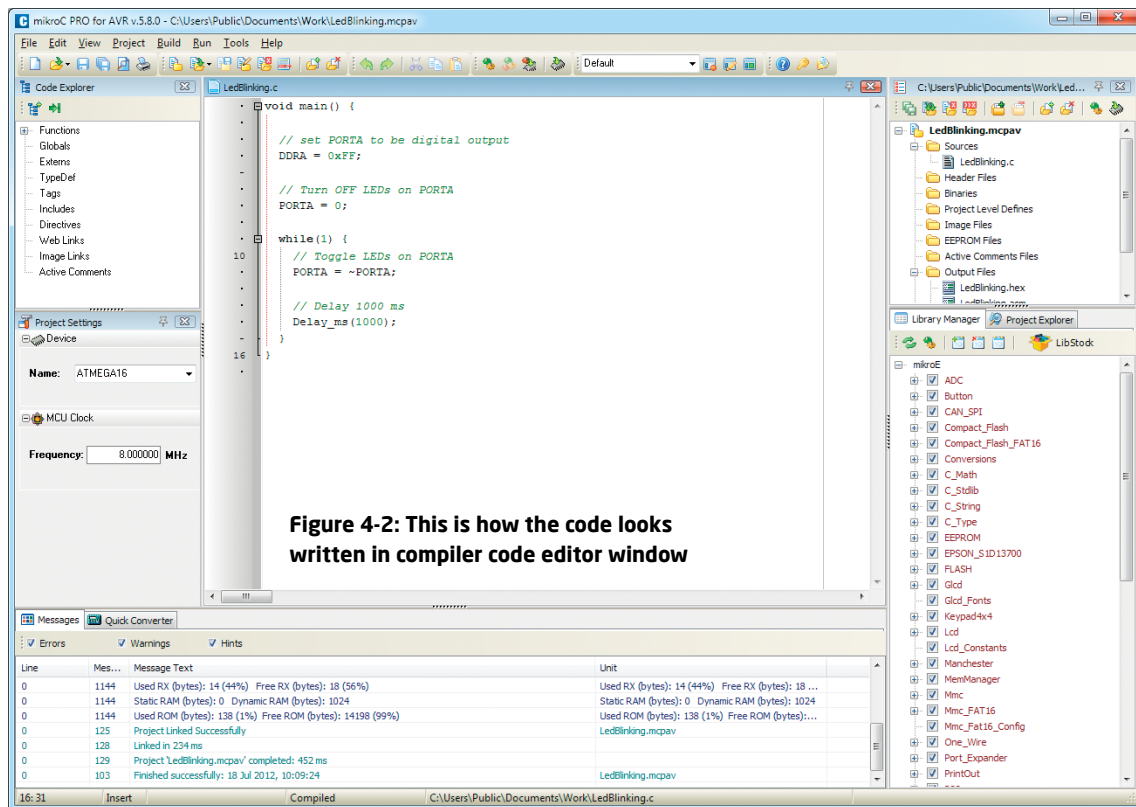 mikroC PRO for AVR v.5.8.0 - C:\Users\Public\Documents\Work\LedBlinking.mcpav
File Edit View Project Build Run Tools Help
Default
Code Explorer
Functions
Globals
Externs
TypeDef
Tags
Includes
Directives
Web Links
Image Links
Active Comments
Project Settings
Device
Name: ATMEGA16
MCU Clock
Frequency: 8.000000 MHz
LedBlinking.c
void main() {
// set PORTA to be digital output
DDRA = 0xFF;
// Turn OFF LEDs on PORTA
PORTA = 0;
while(1) {
10 // Toggle LEDs on PORTA
PORTA = ~PORTA;
// Delay 1000 ms
Delay_ms(1000);
}
16 }
Figure 4-2: This is how the code looks
written in compiler code editor window
C:\Users\Public\Documents\Work\Led...
LedBlinking.mcpav
Sources
LedBlinking.c
Header Files
Binaries
Project Level Defines
Image Files
EEPROM Files
Active Comments Files
Output Files
LedBlinking.hex
LedBlinking.asm
Library Manager Project Explorer
LibStock
mikroE
ADC
Button
CAN_SPI
Compact_Flash
Compact_Flash_FAT16
Conversions
C_Math
C_Stdlib
C_String
C_Type
EEPROM
EPSON_S1D13700
FLASH
Glcd
Glcd_Fonts
Keypad4x4
Lcd
Lcd_Constants
Manchester
MemManager
Mmc
Mmc_FAT16
Mmc_Fat16_Config
One_Wire
Port_Expander
PrintOut
Messages Quick Converter
Errors Warnings Hints
Line Mes... Message Text Unit
0 1144 Used RX (bytes): 14 (44%) Free RX (bytes): 18 (56%) Used RX (bytes): 14 (44%) Free RX (bytes): 18 ...
0 1144 Static RAM (bytes): 0 Dynamic RAM (bytes): 1024 Static RAM (bytes): 0 Dynamic RAM (bytes): 1024
0 1144 Used ROM (bytes): 138 (1%) Free ROM (bytes): 14198 (99%) Used ROM (bytes): 138 (1%) Free ROM (bytes):...
0 125 Project Linked Successfully LedBlinking.mcpav
0 128 Linked in 234 ms
0 129 Project 'LedBlinking.mcpav' completed: 452 ms
0 103 Finished successfully: 18 Jul 2012, 10:09:24 LedBlinking.mcpav
16: 31 Insert Compiled C:\Users\Public\Documents\Work\LedBlinking.c